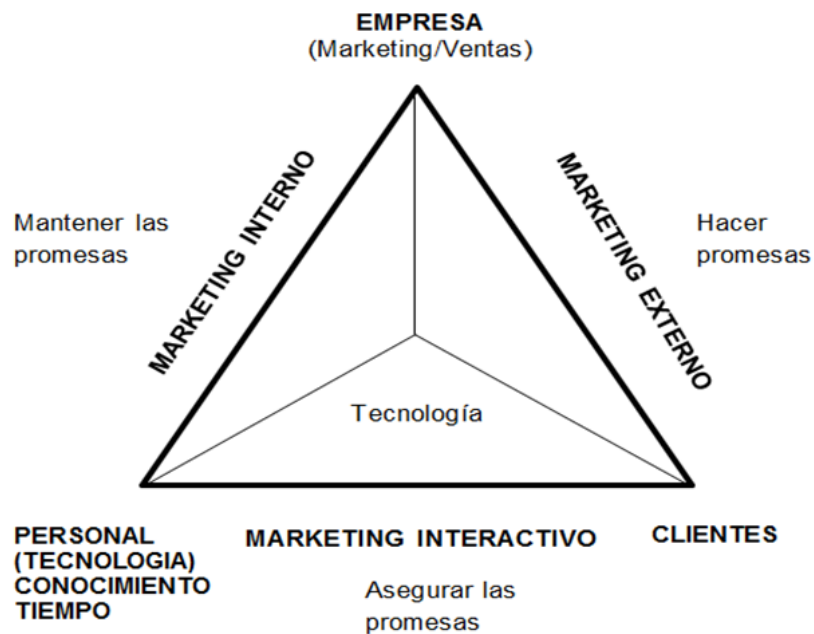 EMPRESA
(Marketing/Ventas)
MARKETING INTERNO
MARKETING EXTERNO
Mantener las
promesas
Hacer
promesas
Tecnología
PERSONAL
(TECNOLOGIA)
CONOCIMIENTO
TIEMPO
MARKETING INTERACTIVO
CLIENTES
Asegurar las
promesas